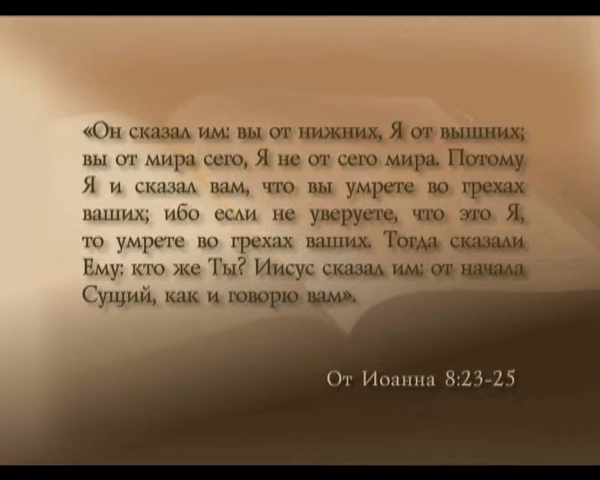 «Он сказал им: вы от нижних, Я от вышних;
вы от мира сего, Я не от сего мира. Потому
Я и сказал вам, что вы умрете во грехах
ваших; ибо если не уверуете, что это Я,
то умрете во грехах ваших. Тогда сказали
Ему: кто же Ты? Иисус сказал им: от начала
Сущий, как и говорю вам».
От Иоанна 8:23-25